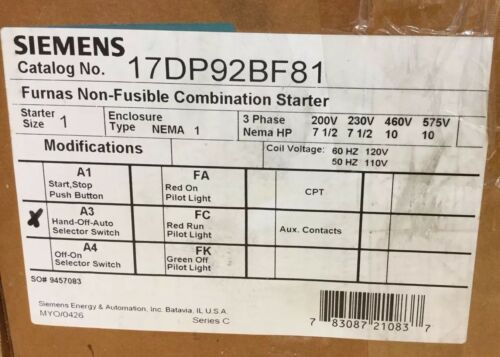 SIEMENS
Catalog No. 17DP92BF81
Furnas Non-Fusible Combination Starter
Starter Size 1
Enclosure Type NEMA 1
3 Phase 200V 230V 460V 575V
Nema HP 7 1/2 7 1/2 10 10
Modifications
Coil Voltage: 60 HZ 120V
50 HZ 110V
A1
Start,Stop
Push Button
FA
Red On
Pilot Light
CPT
X
A3
Hand-Off-Auto
Selector Switch
FC
Red Run
Pilot Light
Aux. Contacts
A4
Off-On
Selector Switch
FK
Green Off
Pilot Light
SO# 9457083
Siemens Energy & Automation, Inc. Batavia, IL U.S.A.
MYO/0426
Series C
7 83087 21083 7